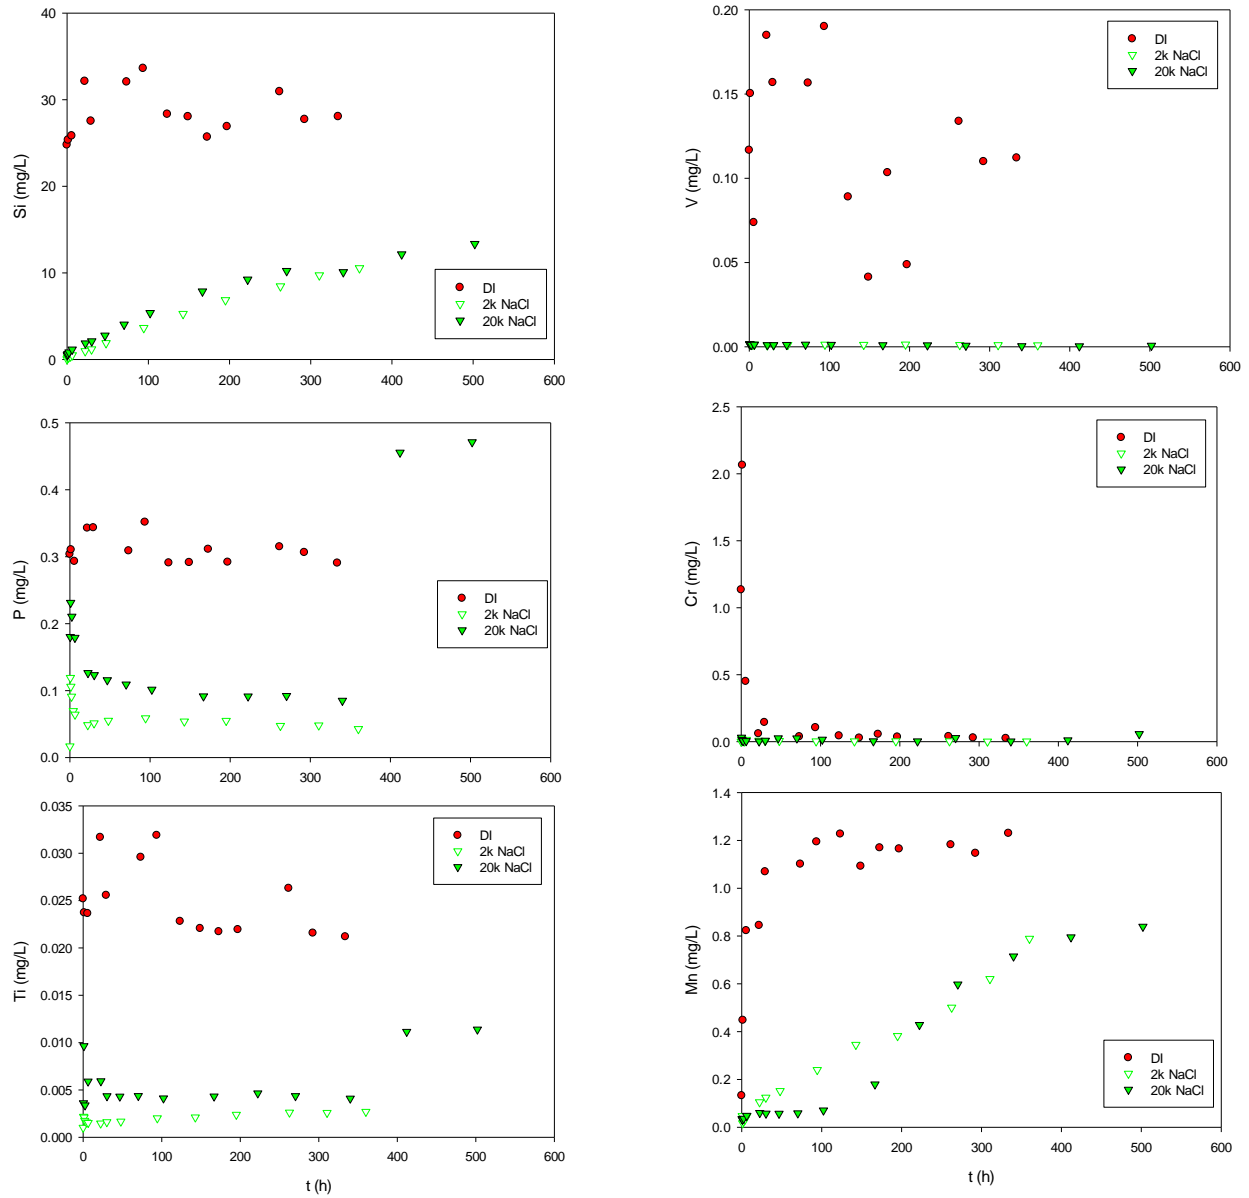 40
30
20
10
0
Si (mg/L)
0 100 200 300 400 500 600
DI
2k NaCl
20k NaCl
0.20
0.15
0.10
0.05
0.00
V (mg/L)
0 100 200 300 400 500 600
DI
2k NaCl
20k NaCl
0.5
0.4
0.3
0.2
0.1
0.0
P (mg/L)
0 100 200 300 400 500 600
DI
2k NaCl
20k NaCl
2.5
2.0
1.5
1.0
0.5
0.0
Cr (mg/L)
0 100 200 300 400 500 600
DI
2k NaCl
20k NaCl
0.035
0.030
0.025
0.020
0.015
0.010
0.005
0.000
Ti (mg/L)
0 100 200 300 400 500 600
t (h)
DI
2k NaCl
20k NaCl
1.4
1.2
1.0
0.8
0.6
0.4
0.2
0.0
Mn (mg/L)
0 100 200 300 400 500 600
t (h)
DI
2k NaCl
20k NaCl